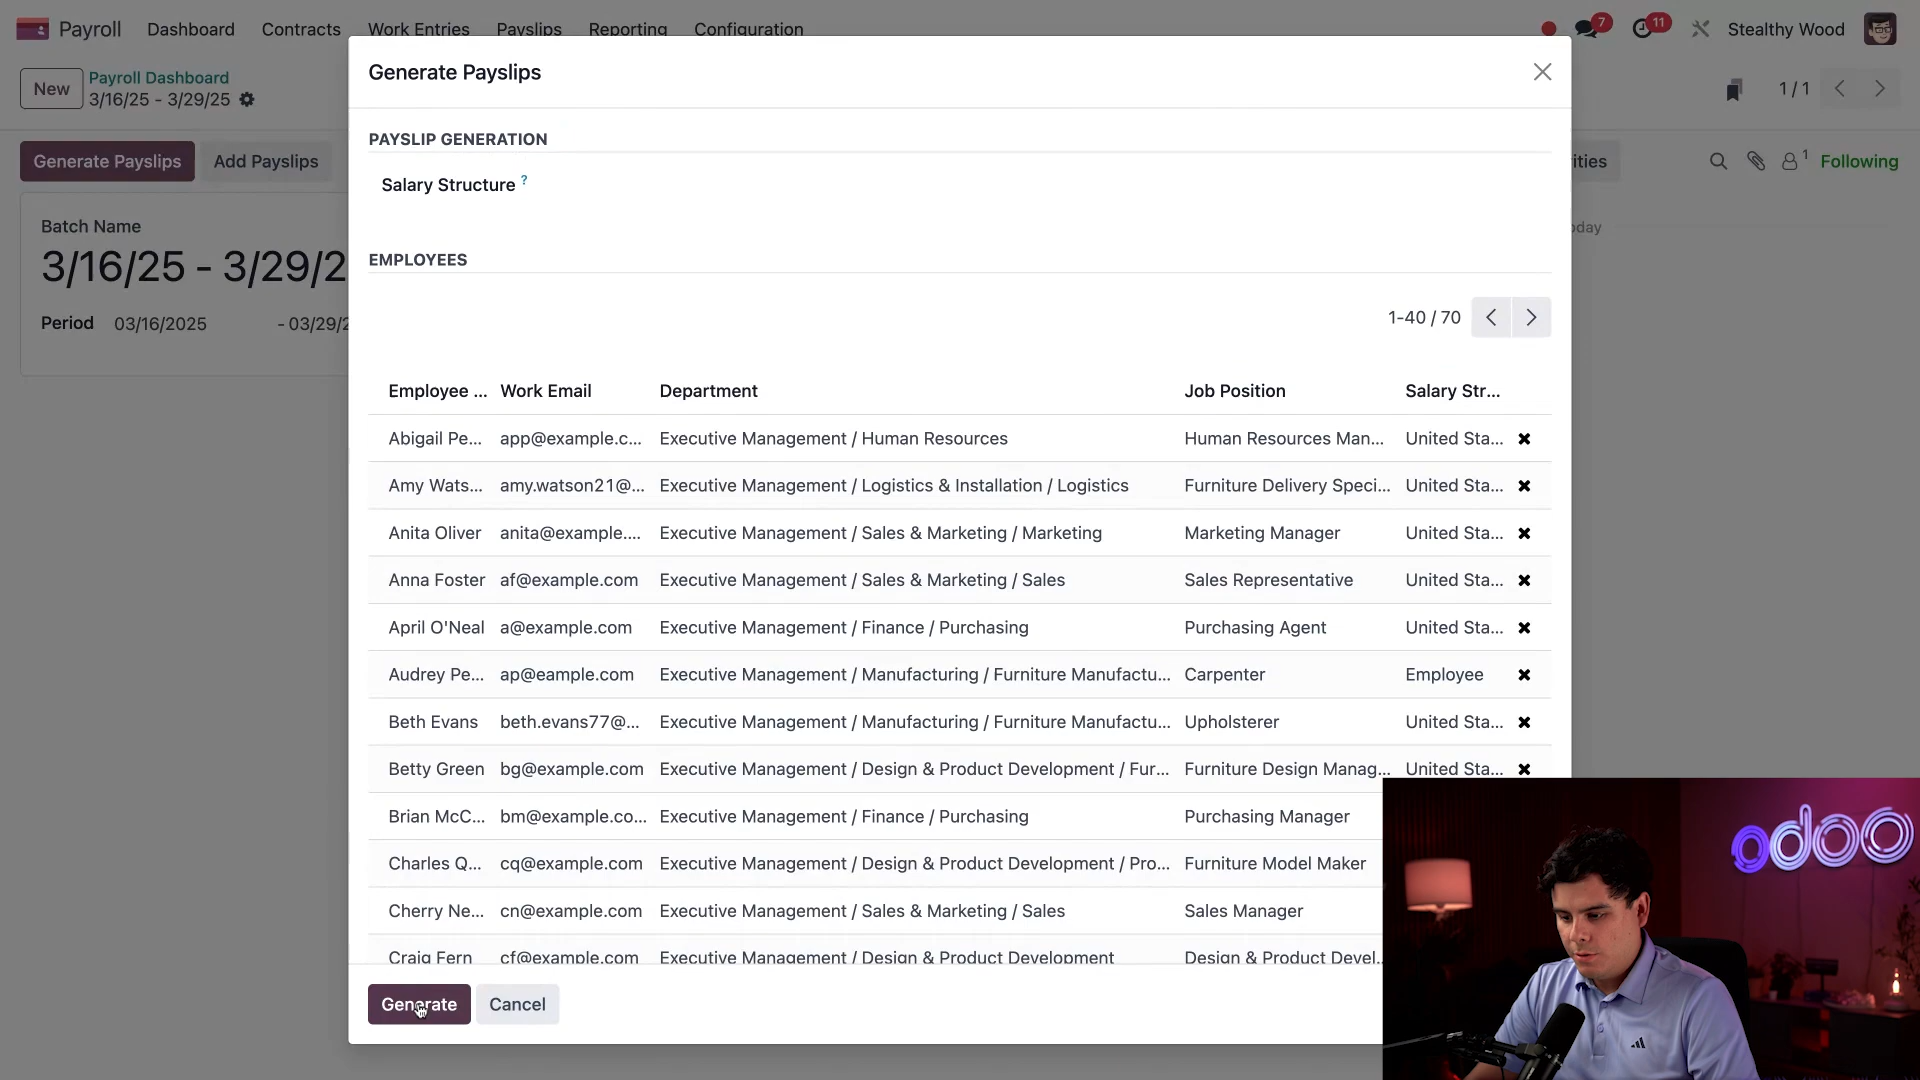 Payroll Dashboard Contracts Work Entries Payslips Reporting Configuration 7 11 Stealthy Wood
New Payroll Dashboard
3/16/25 - 3/29/25
1 / 1
Generate Payslips Add Payslips
1 Following
Batch Name
3/16/25 - 3/29/2
Period 03/16/2025 - 03/29/2
Generate Payslips
PAYSLIP GENERATION
Salary Structure ?
EMPLOYEES
1-40 / 70
Employee ... Work Email Department Job Position Salary Str...
Abigail Pe... app@example.c... Executive Management / Human Resources Human Resources Man... United Sta...
Amy Wats... amy.watson21@... Executive Management / Logistics & Installation / Logistics Furniture Delivery Speci... United Sta...
Anita Oliver anita@example.... Executive Management / Sales & Marketing / Marketing Marketing Manager United Sta...
Anna Foster af@example.com Executive Management / Sales & Marketing / Sales Sales Representative United Sta...
April O'Neal a@example.com Executive Management / Finance / Purchasing Purchasing Agent United Sta...
Audrey Pe... ap@eample.com Executive Management / Manufacturing / Furniture Manufactu... Carpenter Employee
Beth Evans beth.evans77@... Executive Management / Manufacturing / Furniture Manufactu... Upholsterer United Sta...
Betty Green bg@example.com Executive Management / Design & Product Development / Fur... Furniture Design Manag... United Sta...
Brian McC... bm@example.co... Executive Management / Finance / Purchasing Purchasing Manager
Charles Q... cq@example.com Executive Management / Design & Product Development / Pro... Furniture Model Maker
Cherry Ne... cn@example.com Executive Management / Sales & Marketing / Sales Sales Manager
Craig Fern cf@example.com Executive Management / Design & Product Development Design & Product Devel...
Generate Cancel
odoo